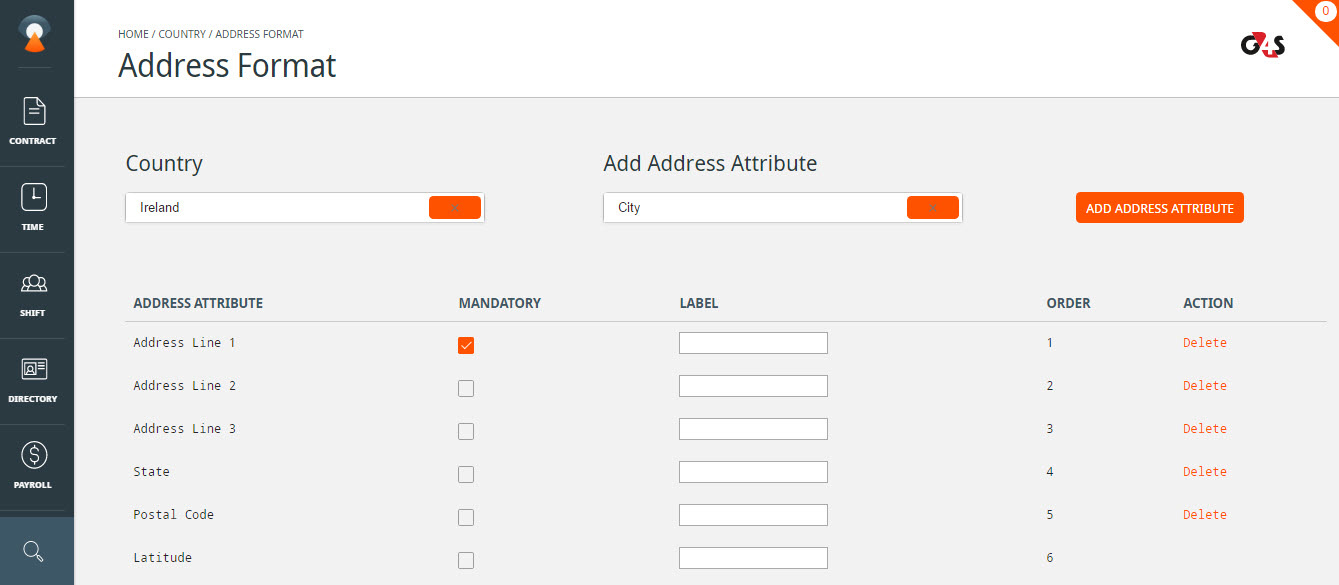 0
HOME / COUNTRY / ADDRESS FORMAT
Address Format
G4S
CONTRACT
TIME
SHIFT
DIRECTORY
PAYROLL
Country Add Address Attribute
Ireland x City x ADD ADDRESS ATTRIBUTE
ADDRESS ATTRIBUTE MANDATORY LABEL ORDER ACTION
Address Line 1 1 Delete
Address Line 2 2 Delete
Address Line 3 3 Delete
State 4 Delete
Postal Code 5 Delete
Latitude 6